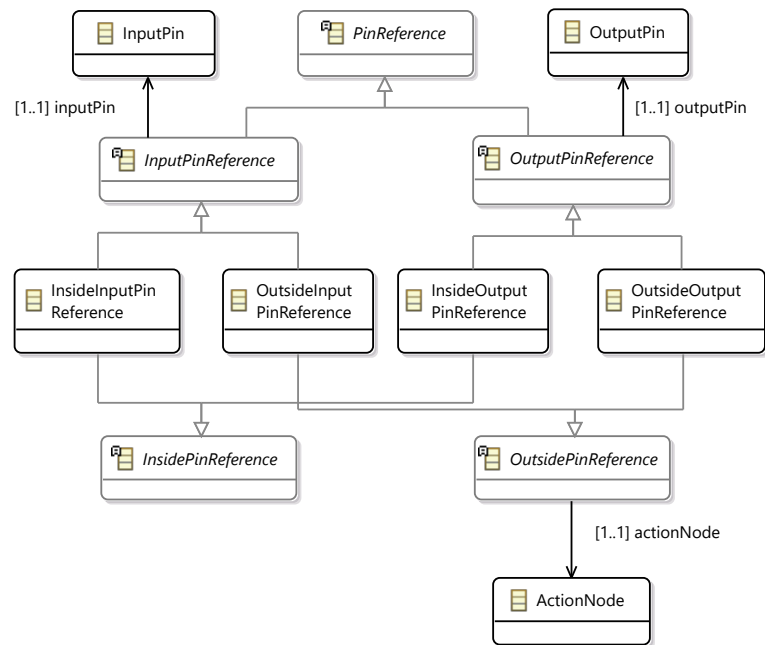 InputPin
PinReference
OutputPin
[1..1] inputPin
[1..1] outputPin
InputPinReference
OutputPinReference
InsideInputPin
Reference
OutsideInput
PinReference
InsideOutput
PinReference
OutsideOutput
PinReference
InsidePinReference
OutsidePinReference
[1..1] actionNode
ActionNode